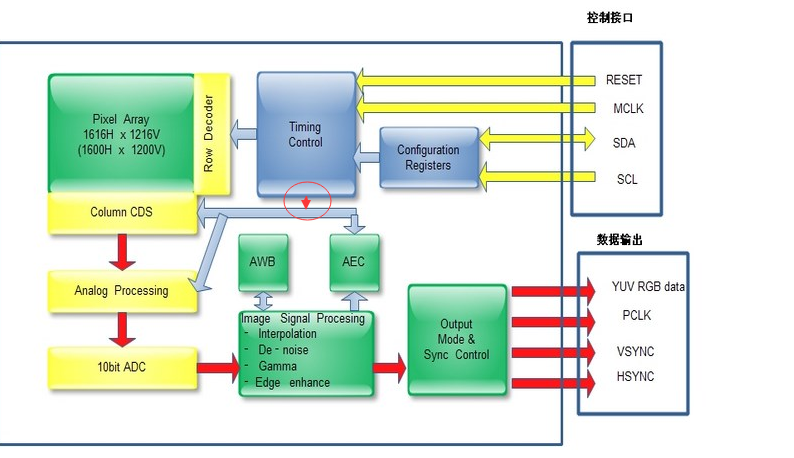 控制接口
RESET
MCLK
SDA
SCL
Pixel Array
1616H x 1216V
(1600H x 1200V)
Row Decoder
Timing
Control
Configuration
Registers
Column CDS
Analog Processing
10bit ADC
AWB
AEC
Image Signal Procesing
- Interpolation
- De-noise
- Gamma
- Edge enhance
Output
Mode &
Sync Control
数据输出
YUV RGB data
PCLK
VSYNC
HSYNC